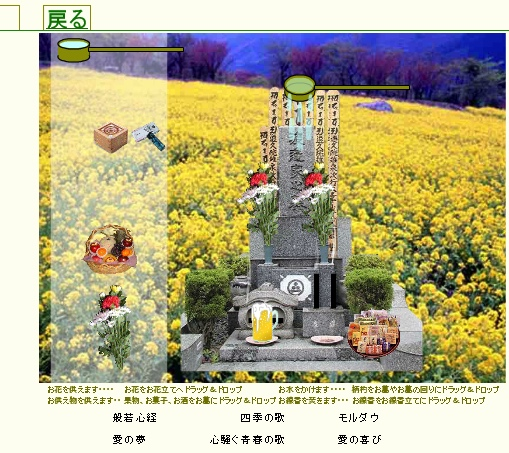 戻る
お花を供えます‥‥ お花をお花立てへドラッグ＆ドロップ お水をかけます‥‥ 柄杓をお墓やお墓の回りにドラッグ＆ドロップ
お供え物を供えます‥ 果物、お菓子、お酒をお墓にドラッグ＆ドロップ お線香を焚きます‥ お線香をお線香立てにドラッグ＆ドロップ
般若心経 四季の歌 モルダウ
愛の夢 心騒ぐ青春の歌 愛の喜び